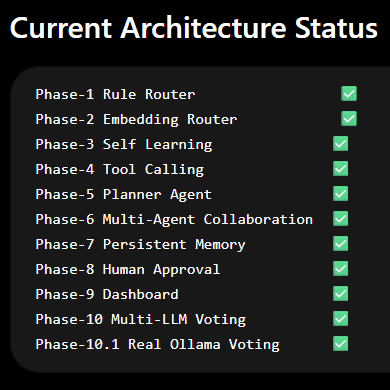 Current Architecture Status
Phase-1 Rule Router ✅
Phase-2 Embedding Router ✅
Phase-3 Self Learning ✅
Phase-4 Tool Calling ✅
Phase-5 Planner Agent ✅
Phase-6 Multi-Agent Collaboration ✅
Phase-7 Persistent Memory ✅
Phase-8 Human Approval ✅
Phase-9 Dashboard ✅
Phase-10 Multi-LLM Voting ✅
Phase-10.1 Real Ollama Voting ✅